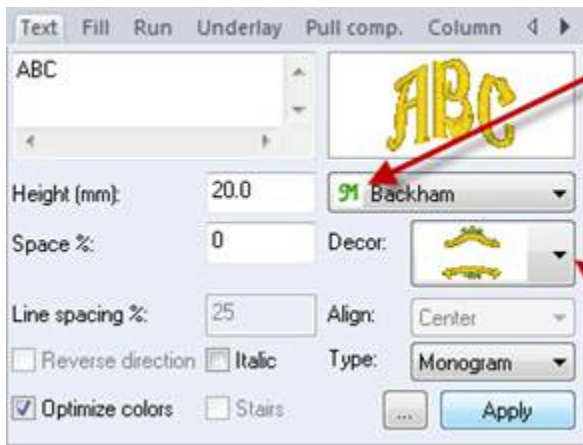 Text Fill Run Underlay Pull comp. Column
ABC
ABC
Height (mm): 20.0 M Backham
Space %: 0 Decor:
Line spacing %: 25 Align: Center
Reverse direction Italic Type: Monogram
Optimize colors Stairs ... Apply